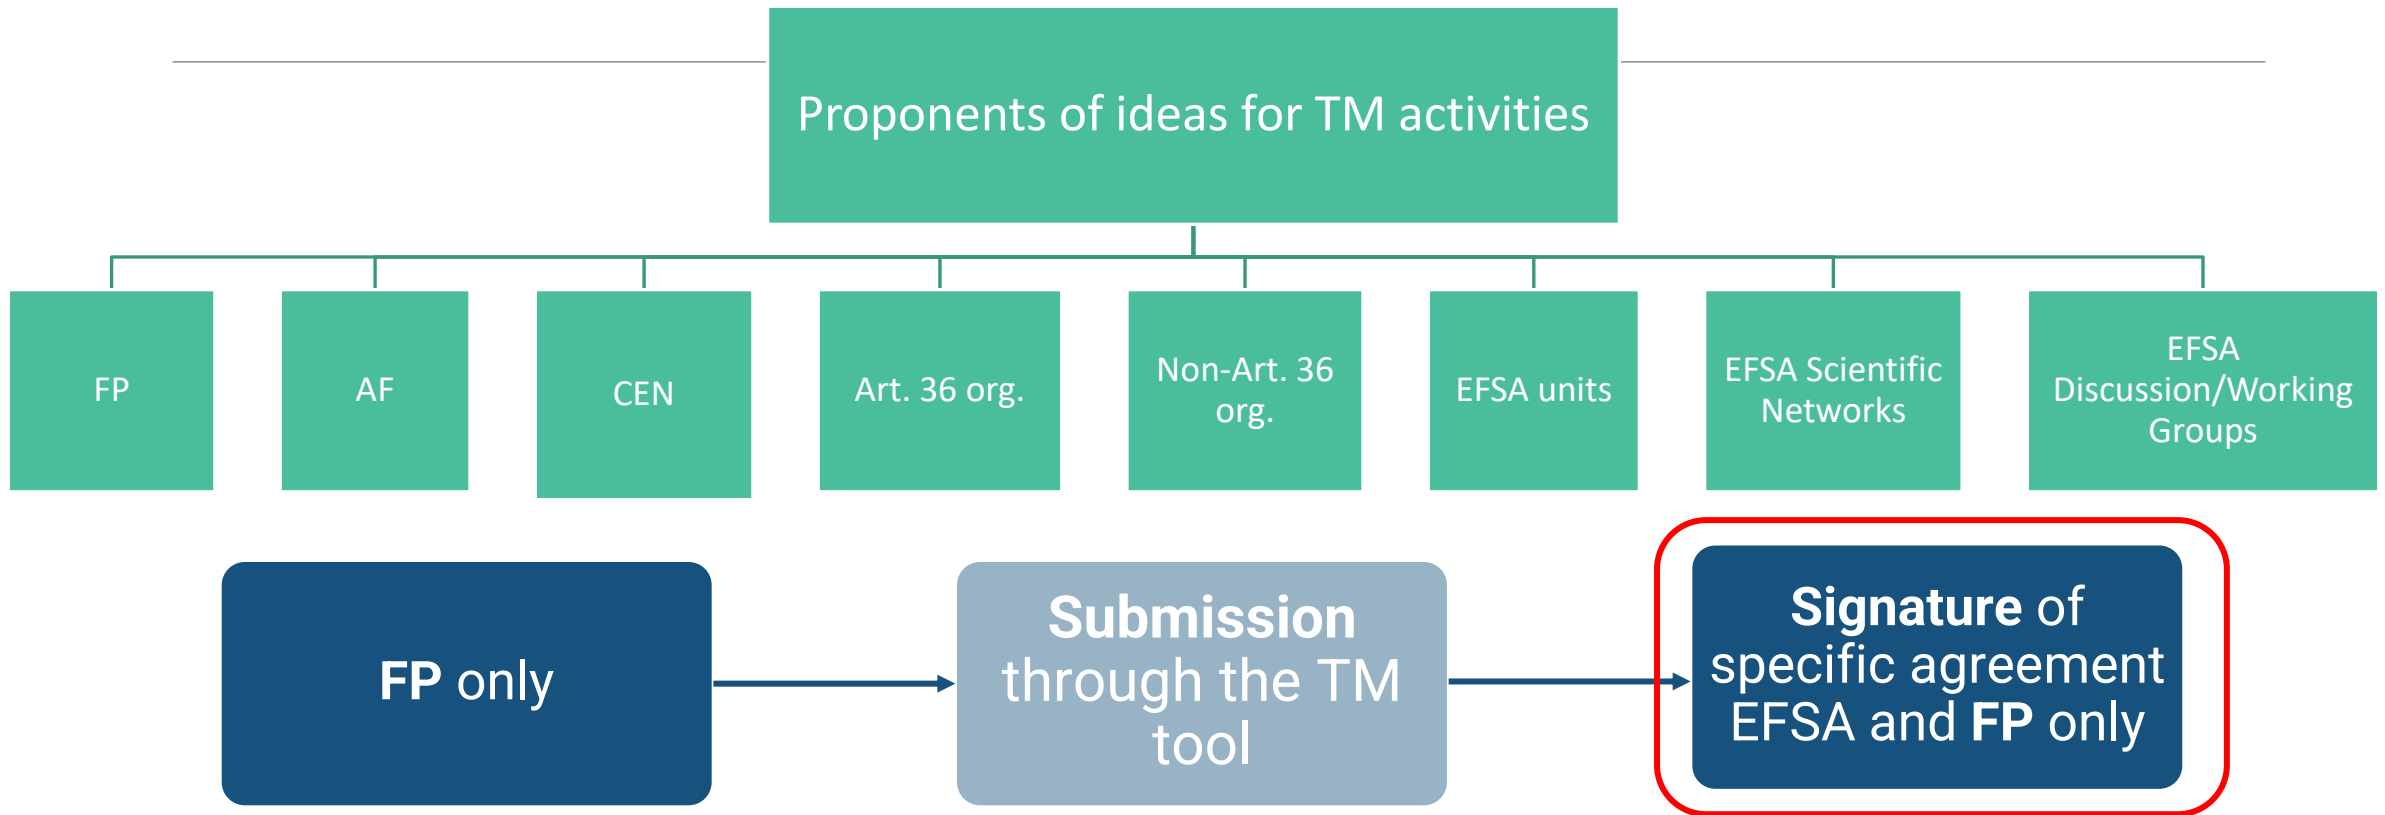 Proponents of ideas for TM activities
FP
AF
CEN
Art. 36 org.
Non-Art. 36
org.
EFSA units
EFSA Scientific
Networks
EFSA
Discussion/Working
Groups
FP only
Submission
through the TM
tool
Signature of
specific agreement
EFSA and FP only